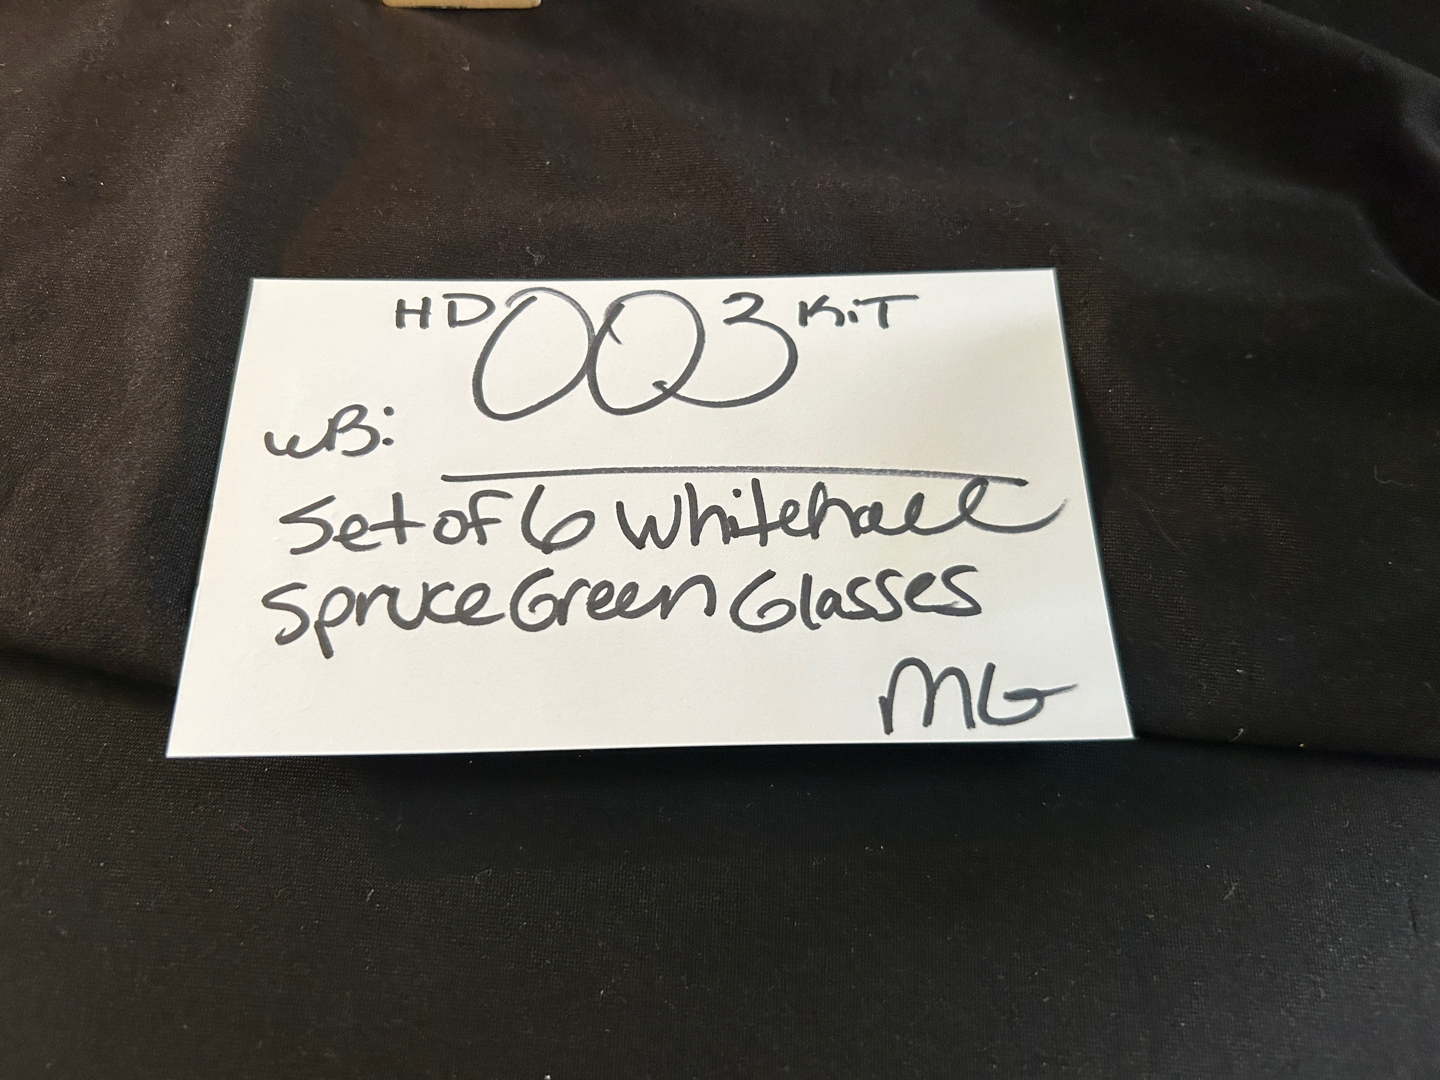 HD 003 KiT
WB:
Set of 6 Whitehall
Spruce Green Glasses
MG